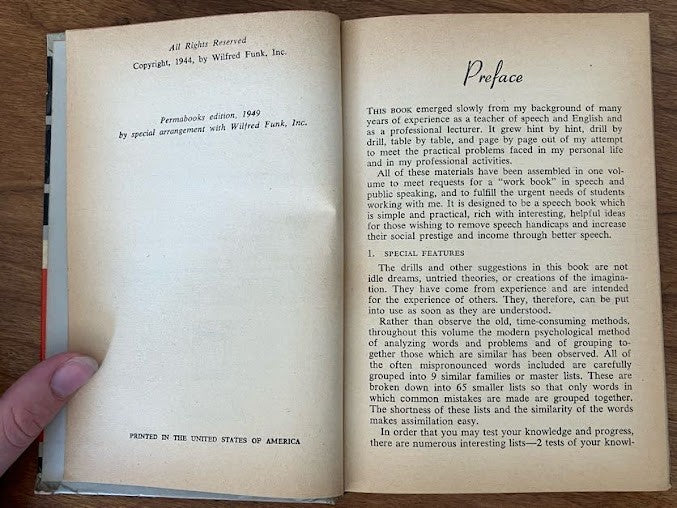 All Rights Reserved
Copyright, 1944, by Wilfred Funk, Inc.
Permabooks edition, 1949
by special arrangement with Wilfred Funk, Inc.
PRINTED IN THE UNITED STATES OF AMERICA
Preface
THIS BOOK emerged slowly from my background of many
years of experience as a teacher of speech and English and
as a professional lecturer. It grew hint by hint, drill by
drill, table by table, and page by page out of my attempt
to meet the practical problems faced in my personal life
and in my professional activities.
All of these materials have been assembled in one vol-
ume to meet requests for a "work book" in speech and
public speaking, and to fulfill the urgent needs of students
working with me. It is designed to be a speech book which
is simple and practical, rich with interesting, helpful ideas
for those wishing to remove speech handicaps and increase
their social prestige and income through better speech.
1. SPECIAL FEATURES
The drills and other suggestions in this book are not
idle dreams, untried theories, or creations of the imagina-
tion. They have come from experience and are intended
for the experience of others. They, therefore, can be put
into use as soon as they are understood.
Rather than observe the old, time-consuming methods,
throughout this volume the modern psychological method
of analyzing words and problems and of grouping to-
gether those which are similar has been observed. All of
the often mispronounced words included are carefully
grouped into 9 similar families or master lists. These are
broken down into 65 smaller lists so that only words in
which common mistakes are made are grouped together.
The shortness of these lists and the similarity of the words
makes assimilation easy.
In order that you may test your knowledge and progress,
there are numerous interesting lists—2 tests of your knowl-